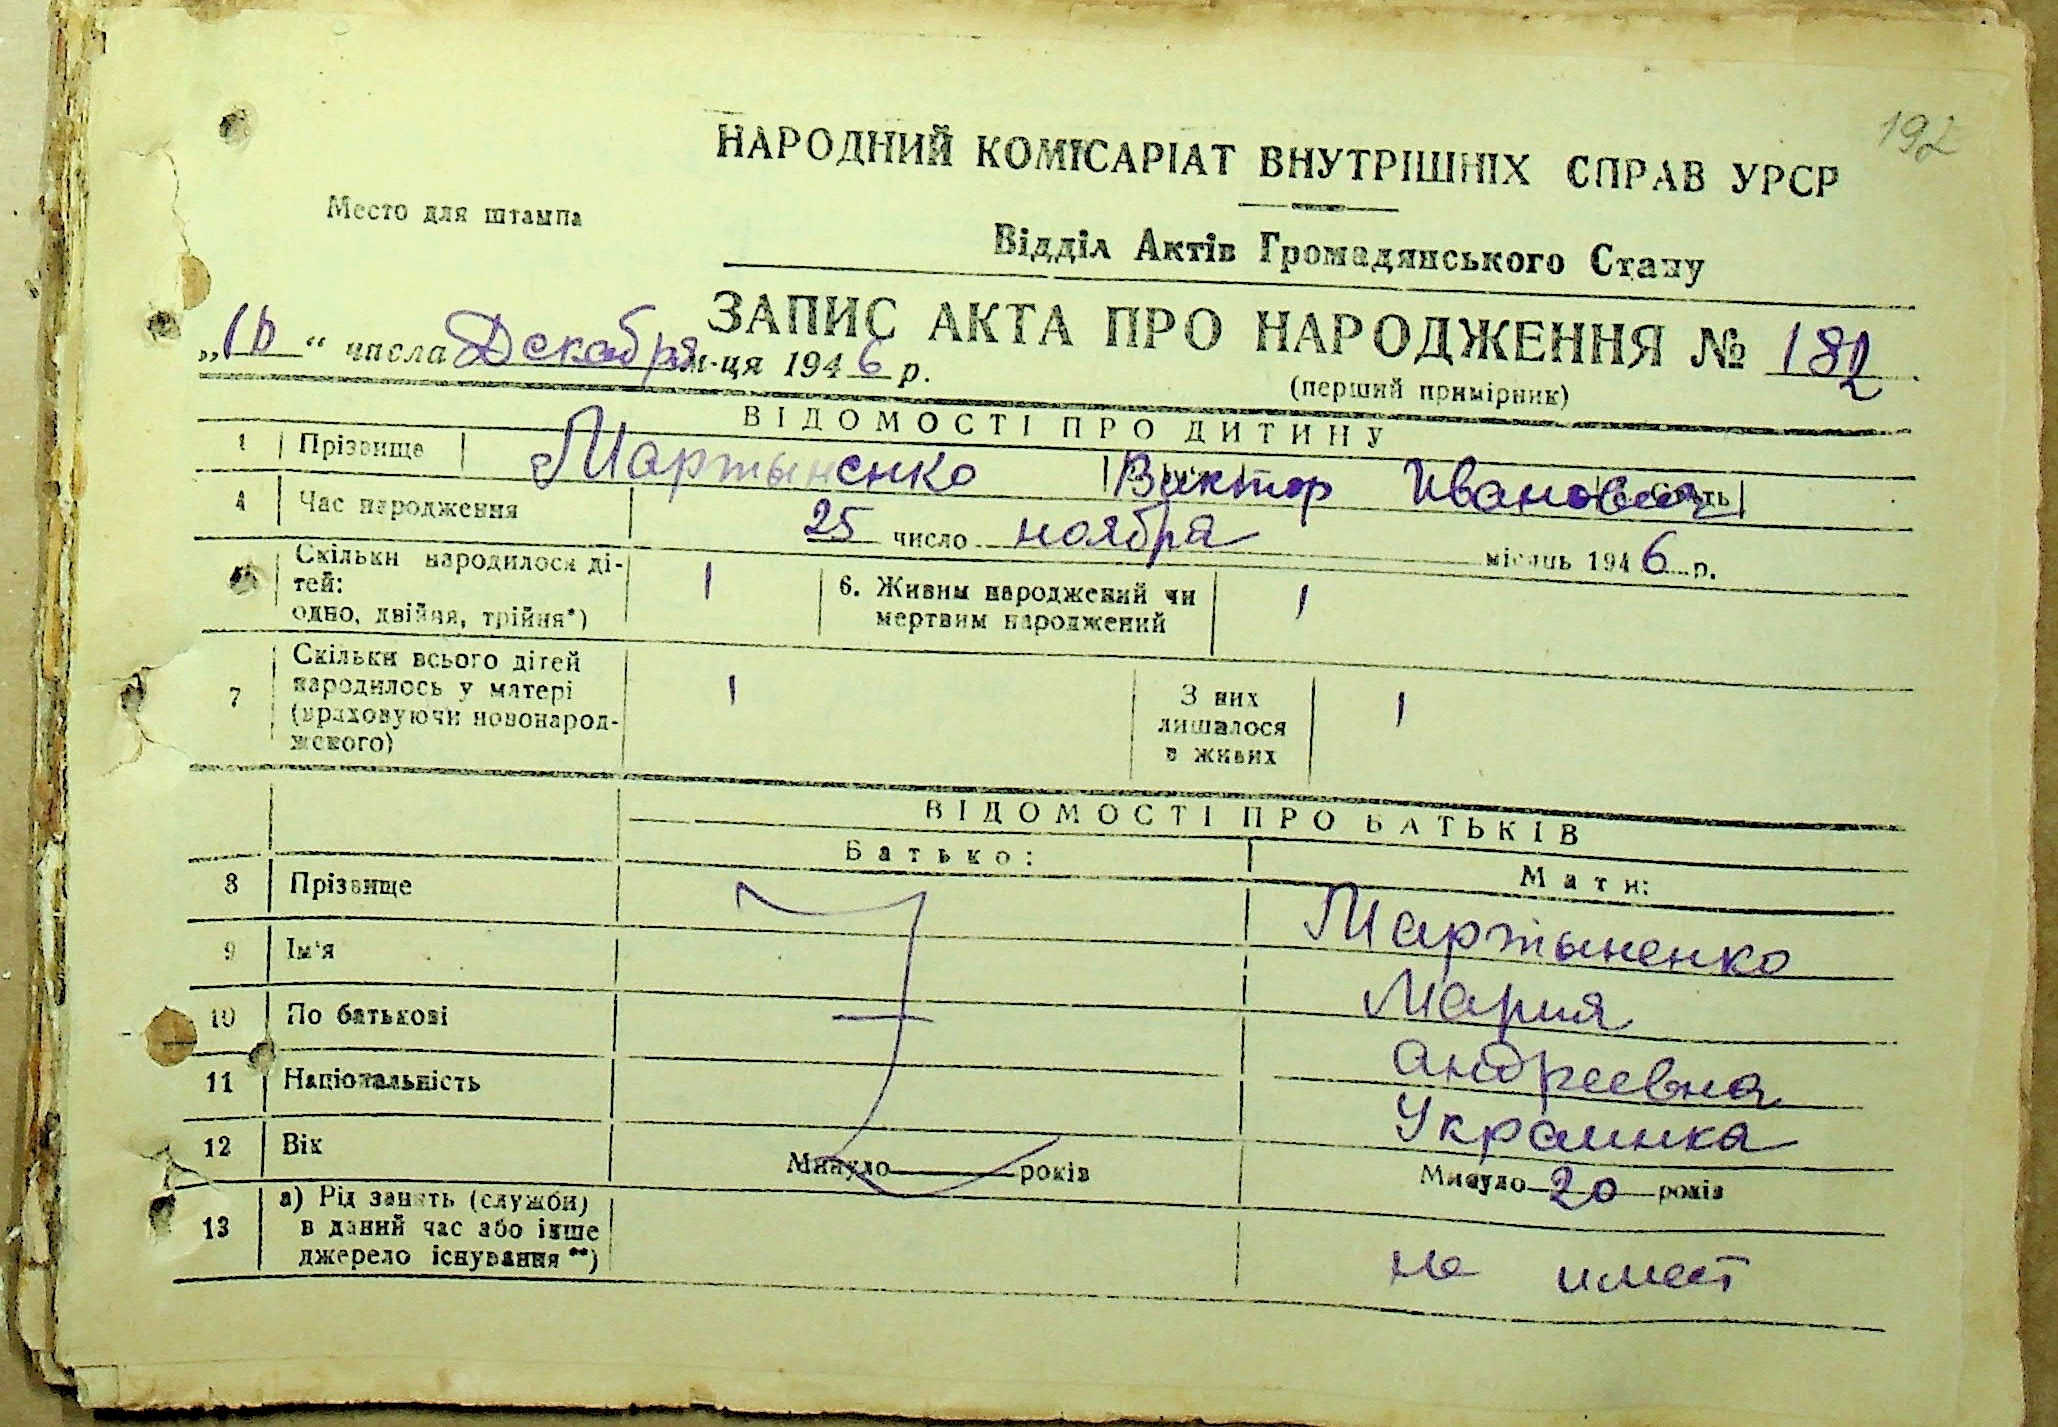 192
НАРОДНИЙ КОМІСАРІАТ ВНУТРІШНІХ СПРАВ УРСР
Место для штампа
Відділ Актів Громадянського Стану
ЗАПИС АКТА ПРО НАРОДЖЕННЯ № 182
„ “ числа Декабря м-ця 1946 р.
(перший примірник)
ВІДОМОСТІ ПРО ДИТИНУ
1 Прізвище Мартыненко Виктор Иванович
4 Час народження 25 число ноября місяць 1946 р.
5 Скільки народилося ді-
тей: 1 6. Живим народжений чи 1
одно, двійня, трійня*) мертвим народжений
Скільки всього дітей
7 народилось у матері 1 З них 1
(враховуючи новонарод- лишалося
жского) в живих
ВІДОМОСТІ ПРО БАТЬКІВ
Батько: Мати:
8 Прізвище Мартыненко
9 Ім'я Мария
10 По батькові Андреевна
11 Національність Украинка
12 Вік Минуло років Минуло 20 років
а) Рід занять (служби)
13 в даний час або інше не имеет
джерело існування **)